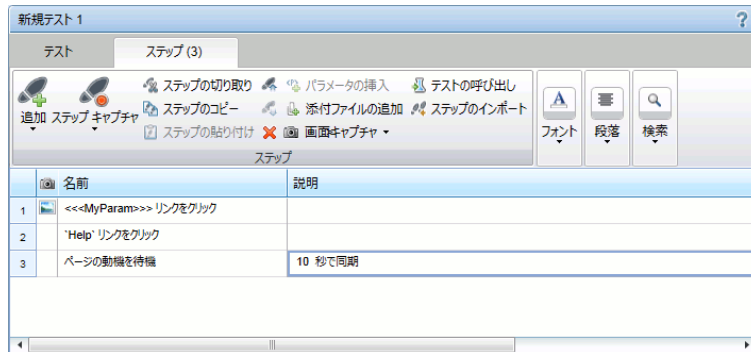 新規テスト 1
?
テスト
ステップ (3)
追加
ステップ キャプチャ
ステップの切り取り
ステップのコピー
ステップの貼り付け
パラメータの挿入
添付ファイルの追加
画面キャプチャ
テストの呼び出し
ステップのインポート
ステップ
A
フォント
段落
検索
名前
説明
1
<<<MyParam>>> リンクをクリック
2
`Help` リンクをクリック
3
ページの動機を待機
10 秒で同期